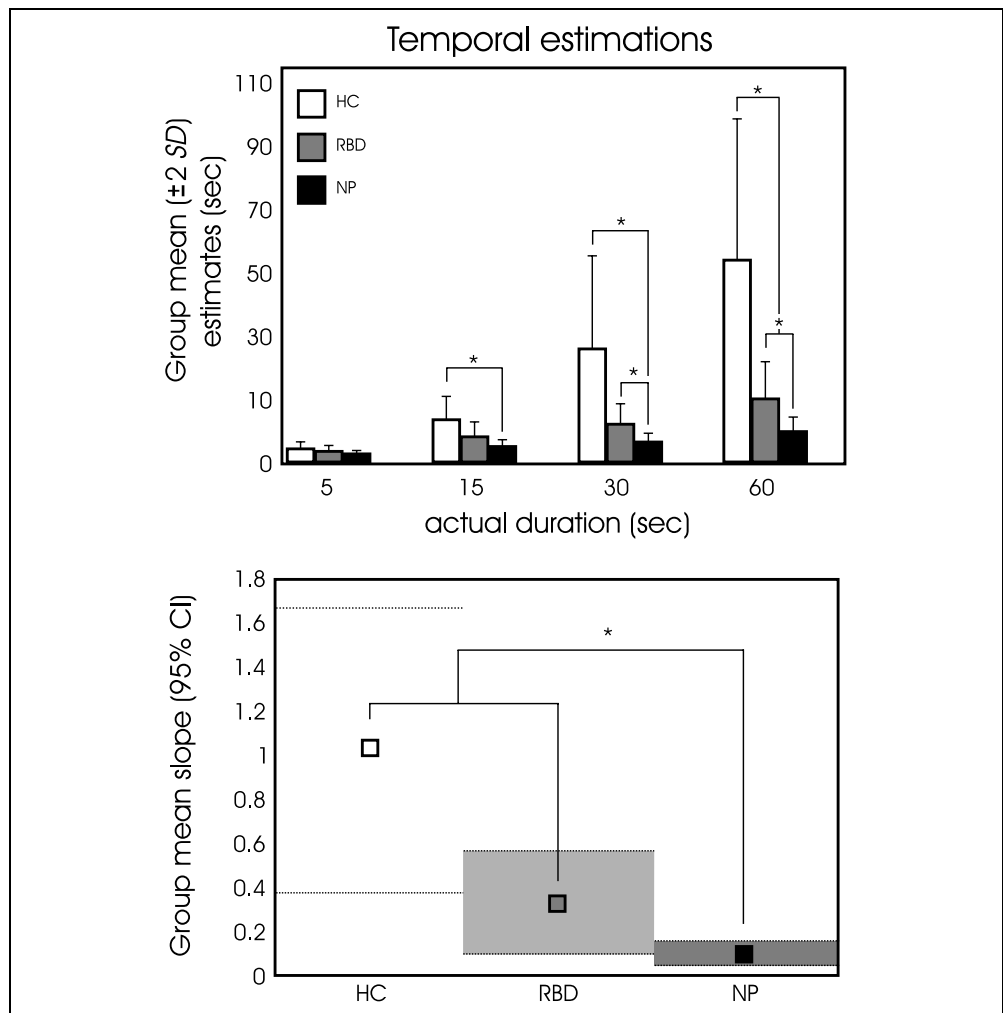 Temporal estimations
Group mean (±2 SD)
estimates (sec)
110
90
70
50
30
10
0
HC
RBD
NP
*
*
*
*
*
5 15 30 60
actual duration (sec)
Group mean slope (95% CI)
1.8
1.6
1.4
1.2
1
0.8
0.6
0.4
0.2
0
*
HC RBD NP